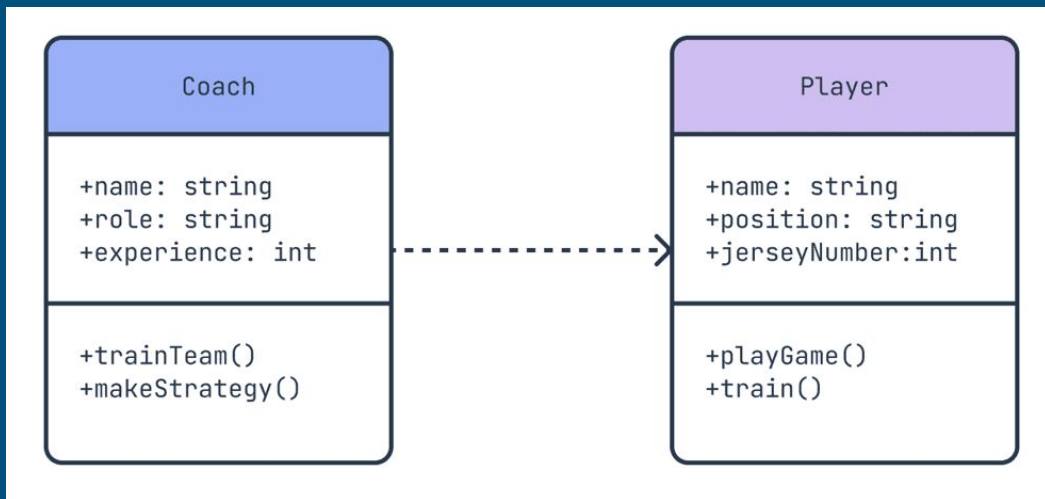 Coach
+name: string
+role: string
+experience: int
+trainTeam()
+makeStrategy()
Player
+name: string
+position: string
+jerseyNumber:int
+playGame()
+train()